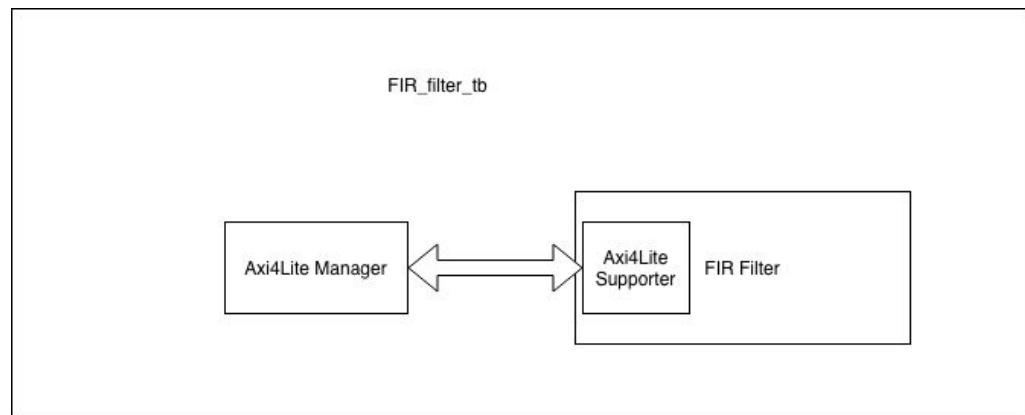 FIR_filter_tb
Axi4Lite Manager
Axi4Lite
Supporter
FIR Filter